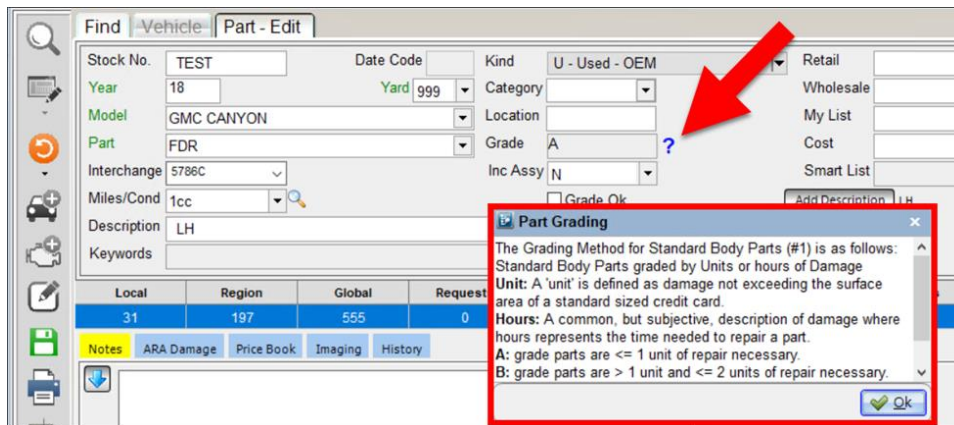 Find Vehicle Part - Edit
Stock No. TEST Date Code Kind U - Used - OEM Retail
Year 18 Yard 999 Category Wholesale
Model GMC CANYON Location My List
Part FDR Grade A ? Cost
Interchange 5786C Inc Assy N Smart List
Miles/Cond 1cc Grade Ok Add Description LH
Description LH
Keywords
Part Grading
The Grading Method for Standard Body Parts (#1) is as follows:
Standard Body Parts graded by Units or hours of Damage
Unit: A 'unit' is defined as damage not exceeding the surface
area of a standard sized credit card.
Hours: A common, but subjective, description of damage where
hours represents the time needed to repair a part.
A: grade parts are <= 1 unit of repair necessary.
B: grade parts are > 1 unit and <= 2 units of repair necessary.
Ok
Local Region Global Request
31 197 555 0
Notes ARA Damage Price Book Imaging History